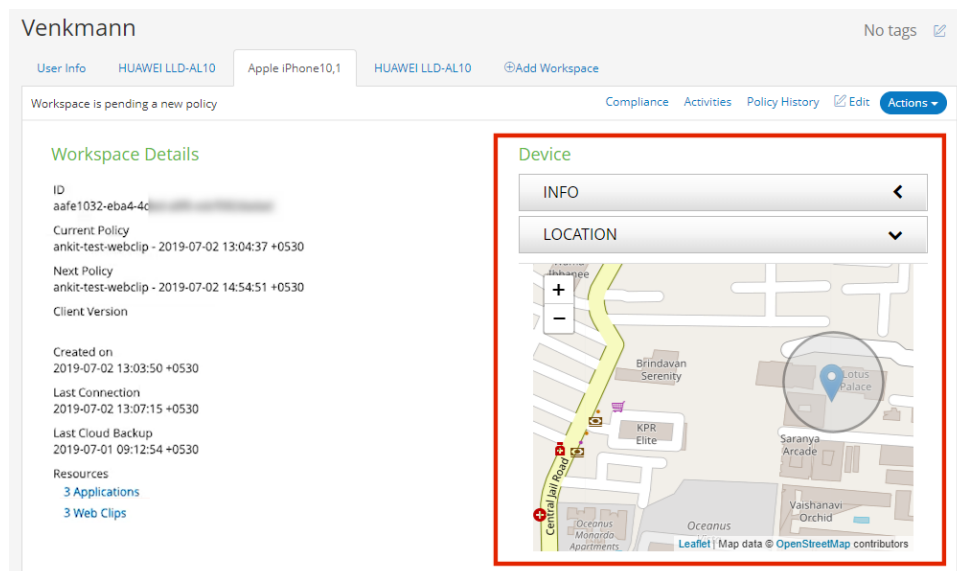 Venkmann
No tags
User Info HUAWEI LLD-AL10 Apple iPhone10,1 HUAWEI LLD-AL10 ⊕Add Workspace
Workspace is pending a new policy
Compliance Activities Policy History Edit Actions
Workspace Details
ID
aafe1032-eba4-4d
Current Policy
ankit-test-webclip - 2019-07-02 13:04:37 +0530
Next Policy
ankit-test-webclip - 2019-07-02 14:54:51 +0530
Client Version
Created on
2019-07-02 13:03:50 +0530
Last Connection
2019-07-02 13:07:15 +0530
Last Cloud Backup
2019-07-01 09:12:54 +0530
Resources
3 Applications
3 Web Clips
Device
INFO
LOCATION
Ibbanee
+
−
Brindavan
Serenity
Lotus
Palace
KPR
Elite
Saranya
Arcade
Central Jail Road
Vaishanavi
Orchid
Oceanus
Monarda
Apartments
Oceanus
Leaflet | Map data © OpenStreetMap contributors